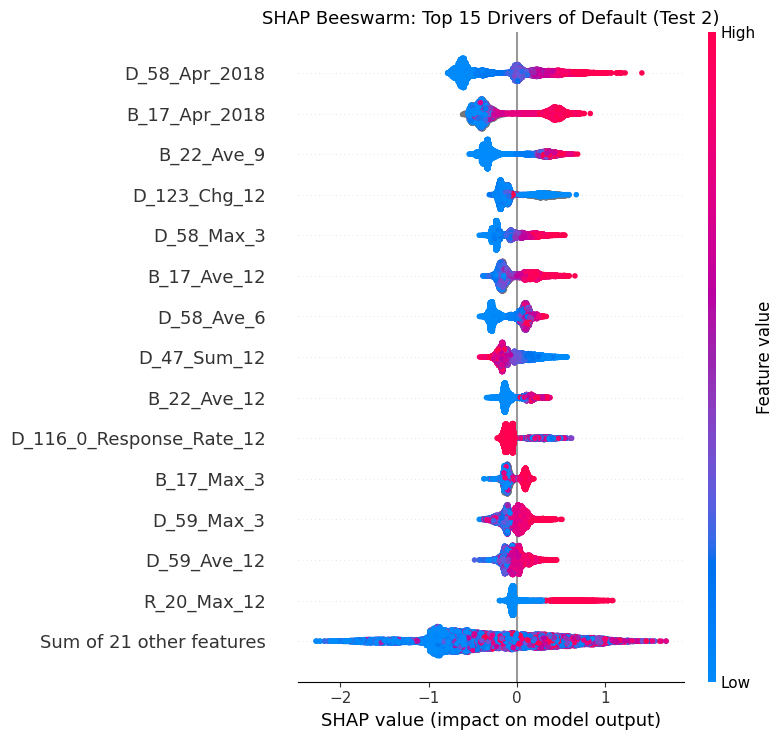 SHAP Beeswarm: Top 15 Drivers of Default (Test 2)
High
D_58_Apr_2018
B_17_Apr_2018
B_22_Ave_9
D_123_Chg_12
D_58_Max_3
B_17_Ave_12
D_58_Ave_6
D_47_Sum_12
B_22_Ave_12
D_116_0_Response_Rate_12
B_17_Max_3
D_59_Max_3
D_59_Ave_12
R_20_Max_12
Sum of 21 other features
Feature value
Low
−2 −1 0 1
SHAP value (impact on model output)